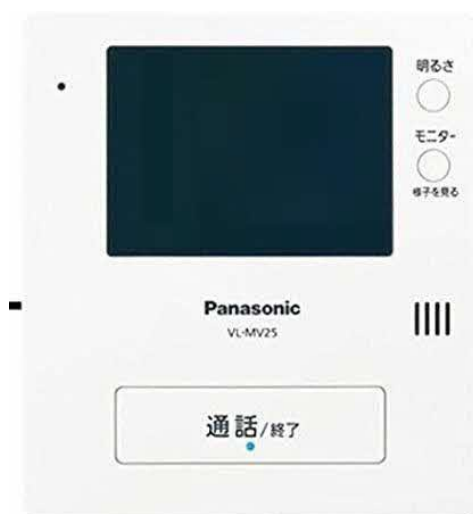 明るさ
モニター
様子を見る
Panasonic
VL-MV25
通話/終了